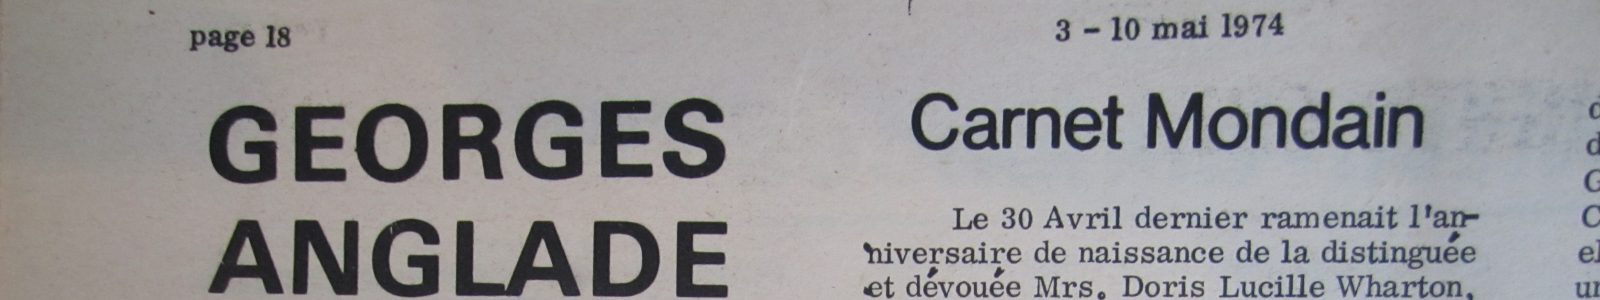 page 18
3 - 10 mai 1974
GEORGES
ANGLADE
Carnet Mondain
Le 30 Avril dernier ramenait l'an-
niversaire de naissance de la distinguée
et dévouée Mrs. Doris Lucille Wharton,